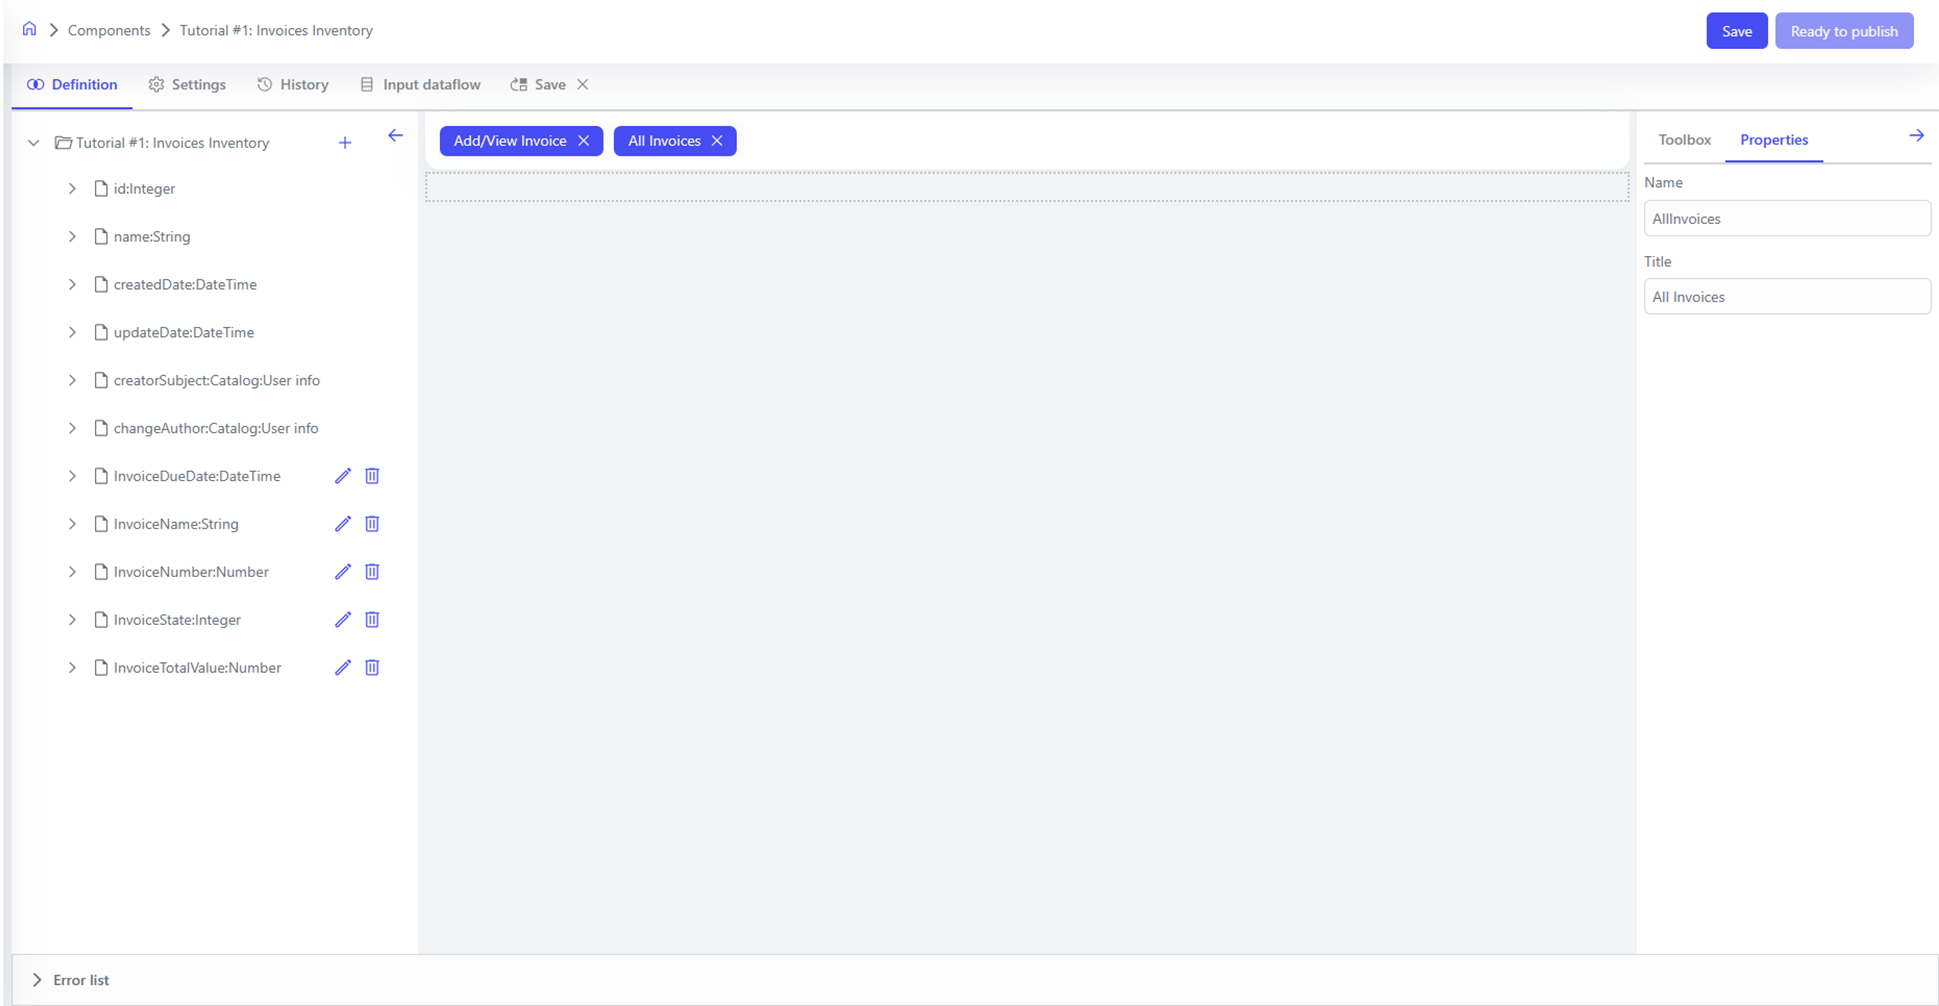 Components
Tutorial #1: Invoices Inventory
Save
Ready to publish
Definition
Settings
History
Input dataflow
Save
Tutorial #1: Invoices Inventory
id:Integer
name:String
createdDate:DateTime
updateDate:DateTime
creatorSubject:Catalog:User info
changeAuthor:Catalog:User info
InvoiceDueDate:DateTime
InvoiceName:String
InvoiceNumber:Number
InvoiceState:Integer
InvoiceTotalValue:Number
Add/View Invoice
All Invoices
Toolbox
Properties
Name
AllInvoices
Title
All Invoices
Error list